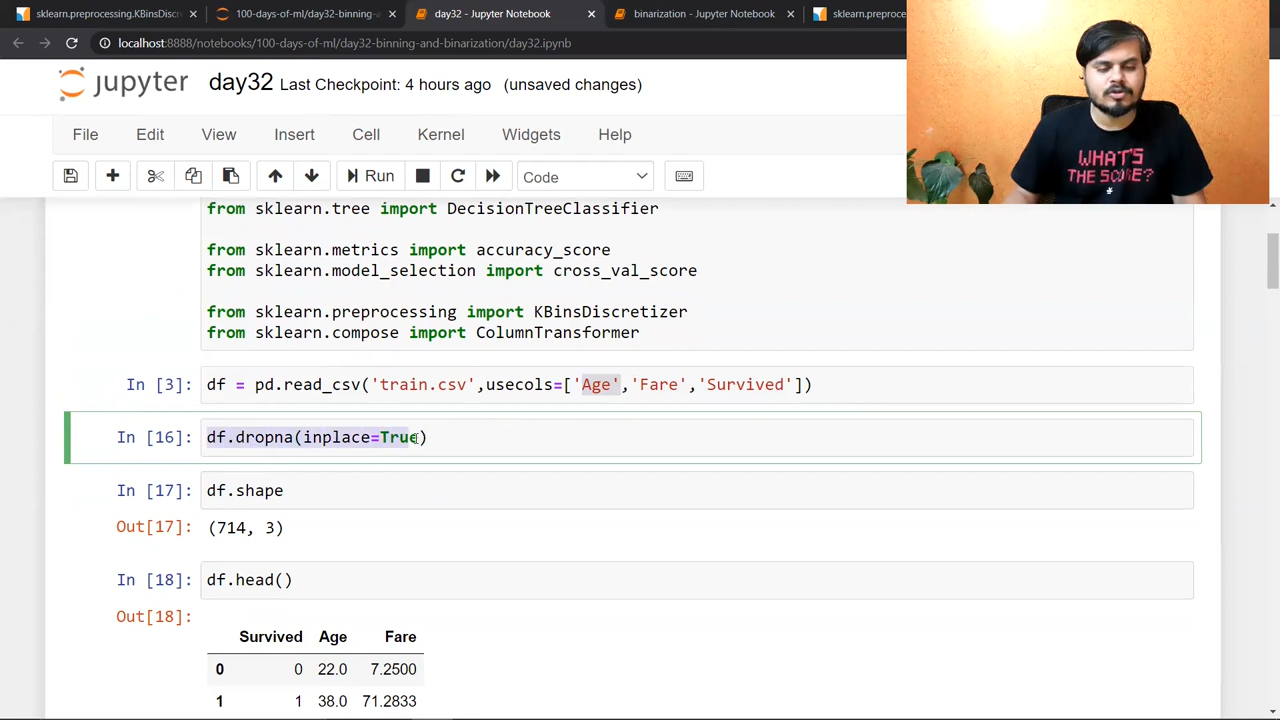 sklearn.preprocessing.KBinsDiscre
100-days-of-ml/day32-binning-a
day32 - Jupyter Notebook
binarization - Jupyter Notebook
sklearn.preproce
localhost:8888/notebooks/100-days-of-ml/day32-binning-and-binarization/day32.ipynb
jupyter day32 Last Checkpoint: 4 hours ago (unsaved changes)
File Edit View Insert Cell Kernel Widgets Help
Run Code
WHAT'S
THE SCORE?
from sklearn.tree import DecisionTreeClassifier
from sklearn.metrics import accuracy_score
from sklearn.model_selection import cross_val_score
from sklearn.preprocessing import KBinsDiscretizer
from sklearn.compose import ColumnTransformer
In [3]: df = pd.read_csv('train.csv',usecols=['Age','Fare','Survived'])
In [16]: df.dropna(inplace=True)
In [17]: df.shape
Out[17]: (714, 3)
In [18]: df.head()
Out[18]:
Survived Age Fare
0 0 22.0 7.2500
1 1 38.0 71.2833